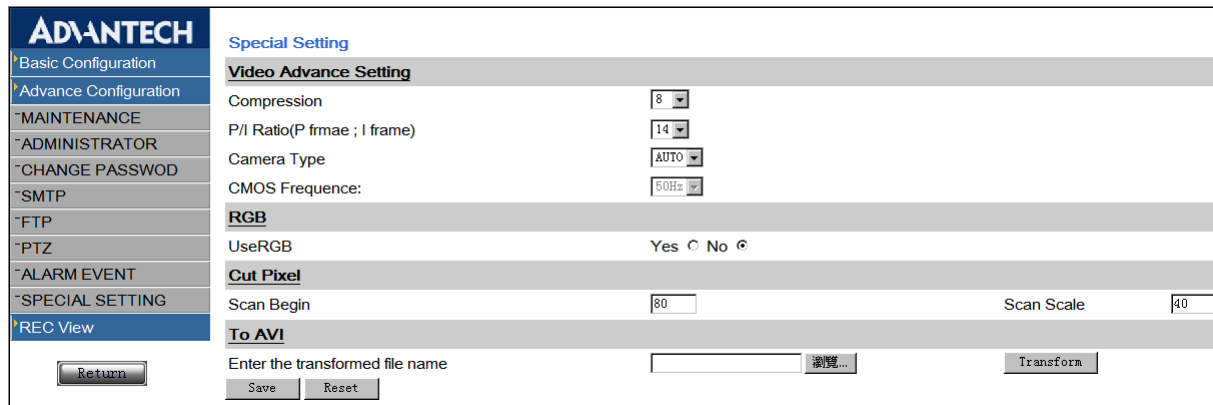 ADVANTECH
Basic Configuration
Advance Configuration
MAINTENANCE
ADMINISTRATOR
CHANGE PASSWOD
SMTP
FTP
PTZ
ALARM EVENT
SPECIAL SETTING
REC View
Return
Special Setting
Video Advance Setting
Compression 8
P/I Ratio(P frmae ; I frame) 14
Camera Type AUTO
CMOS Frequence: 50Hz
RGB
UseRGB Yes No
Cut Pixel
Scan Begin 80 Scan Scale 40
To AVI
Enter the transformed file name 瀏覽... Transform
Save Reset